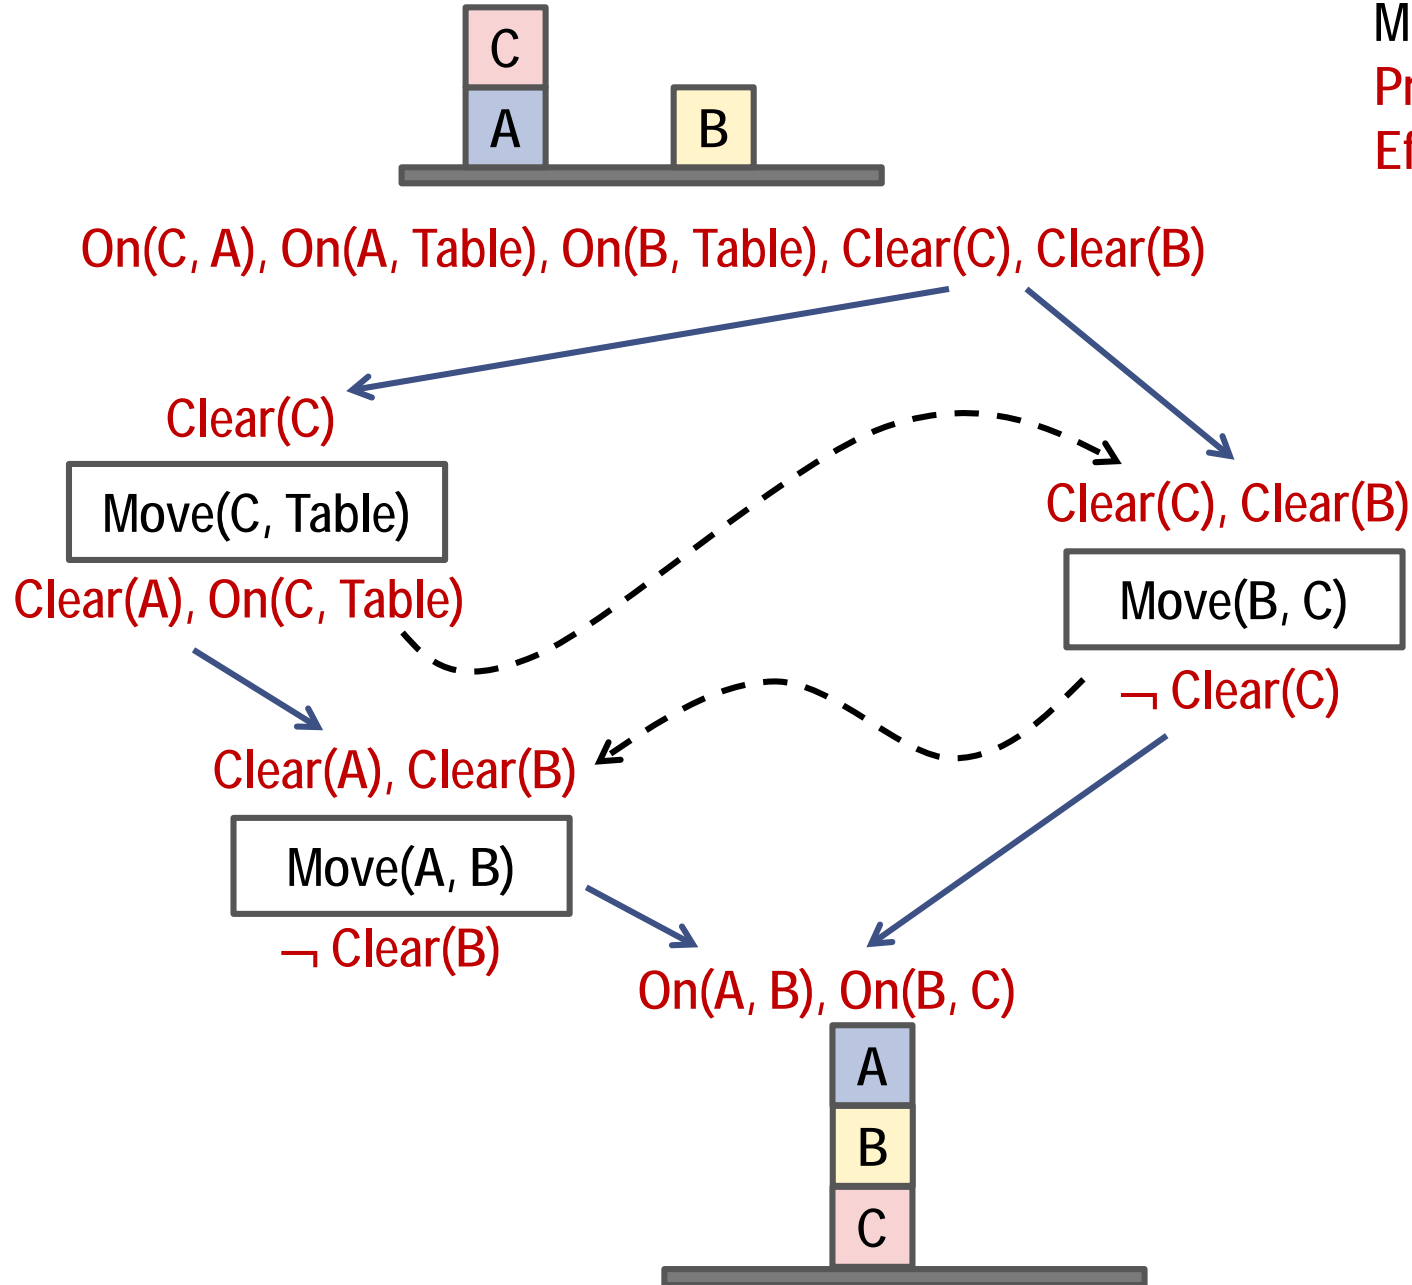 C
A
B
On(C, A), On(A, Table), On(B, Table), Clear(C), Clear(B)
Clear(C)
Move(C, Table)
Clear(A), On(C, Table)
Clear(C), Clear(B)
Move(B, C)
¬ Clear(C)
Clear(A), Clear(B)
Move(A, B)
¬ Clear(B)
On(A, B), On(B, C)
A
B
C